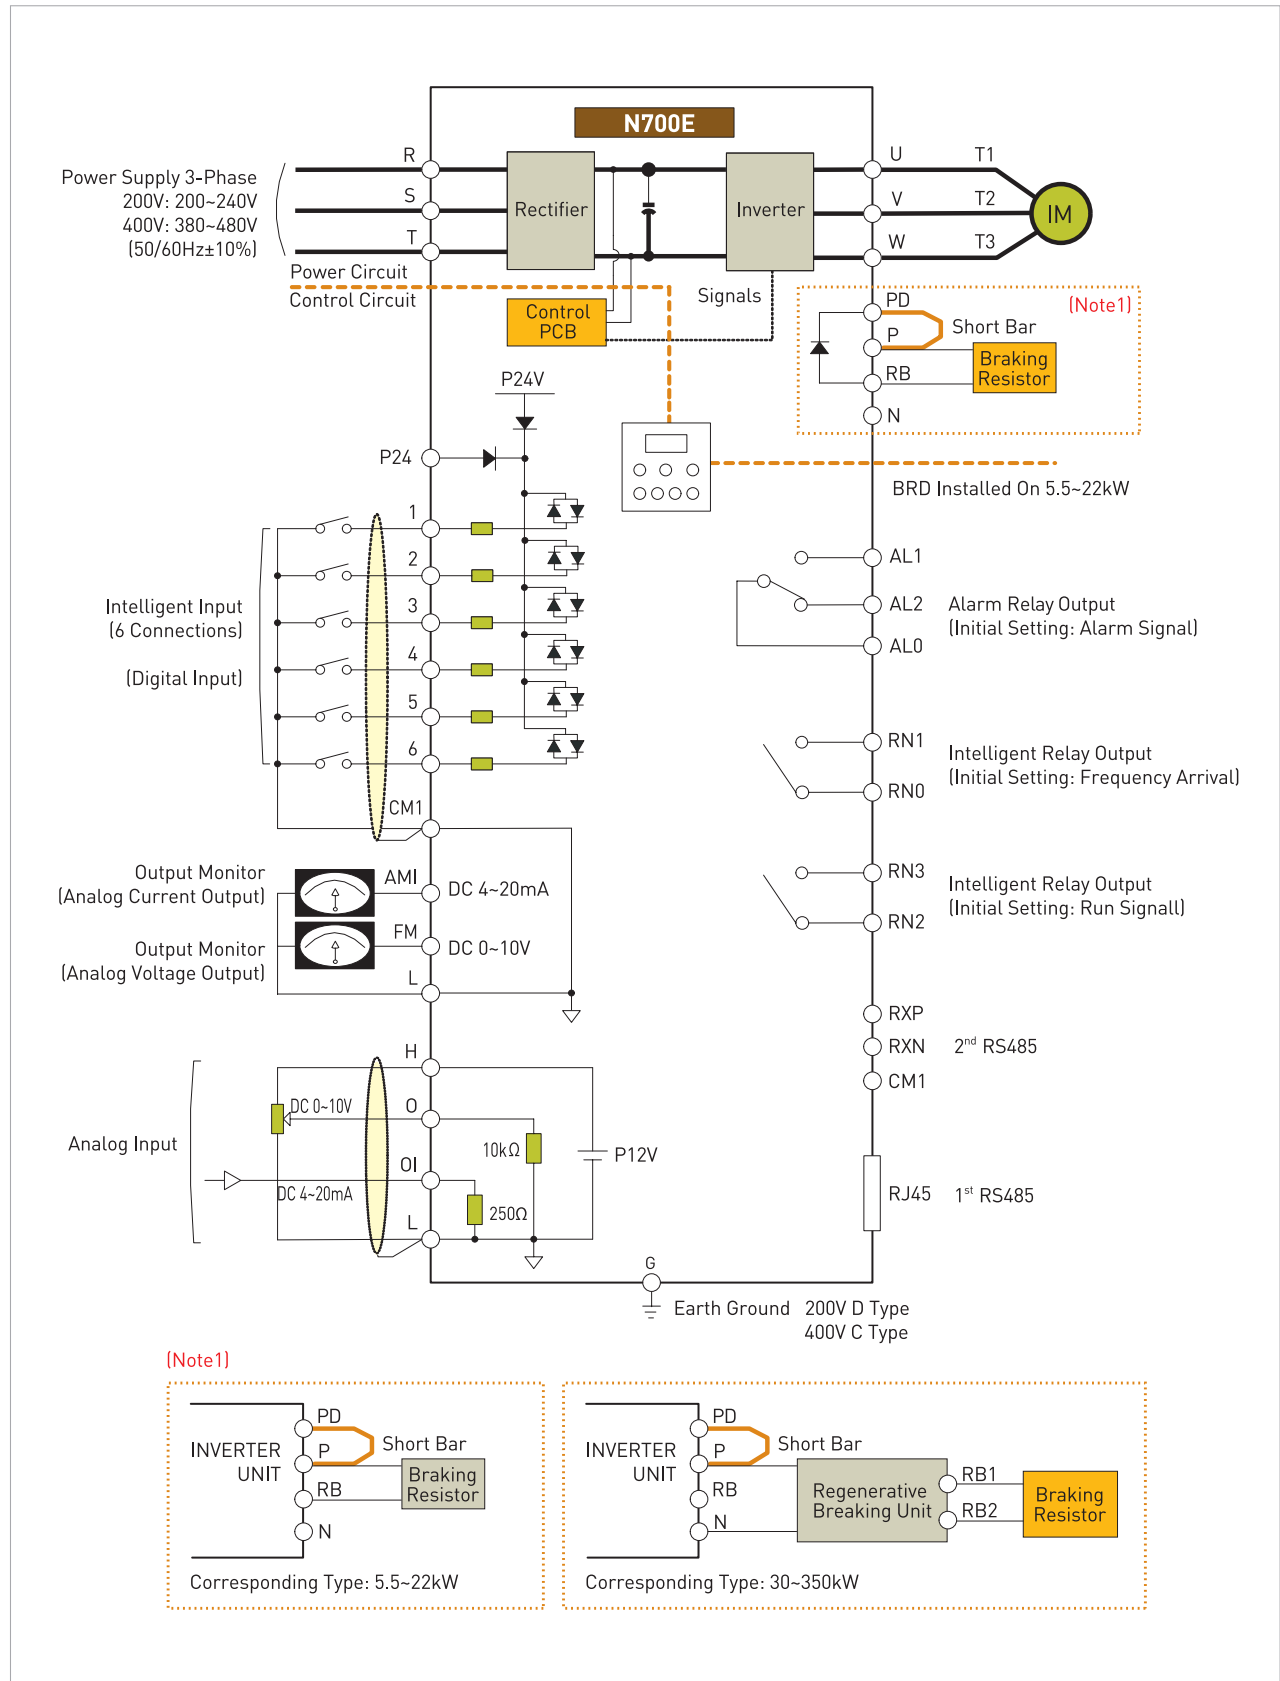 N700E
Power Supply 3-Phase
200V: 200~240V
400V: 380~480V
(50/60Hz±10%)
R
S
T
Rectifier
Inverter
U
V
W
T1
T2
T3
IM
Power Circuit
Control Circuit
Control
PCB
Signals
PD
P
RB
N
Short Bar
(Note1)
Braking
Resistor
BRD Installed On 5.5~22kW
P24V
P24
1
2
3
4
5
6
CM1
Intelligent Input
(6 Connections)
(Digital Input)
AL1
AL2
AL0
Alarm Relay Output
(Initial Setting: Alarm Signal)
RN1
RN0
Intelligent Relay Output
(Initial Setting: Frequency Arrival)
Output Monitor
(Analog Current Output)
AMI
DC 4~20mA
Output Monitor
(Analog Voltage Output)
FM
DC 0~10V
L
RN3
RN2
Intelligent Relay Output
(Initial Setting: Run Signall)
RXP
RXN
CM1
2nd RS485
Analog Input
H
O
OI
L
DC 0~10V
DC 4~20mA
10kΩ
250Ω
P12V
RJ45
1st RS485
G
Earth Ground
200V D Type
400V C Type
(Note1)
INVERTER
UNIT
PD
P
RB
N
Short Bar
Braking
Resistor
Corresponding Type: 5.5~22kW
INVERTER
UNIT
PD
P
RB
N
Short Bar
Regenerative
Breaking Unit
RB1
RB2
Braking
Resistor
Corresponding Type: 30~350kW